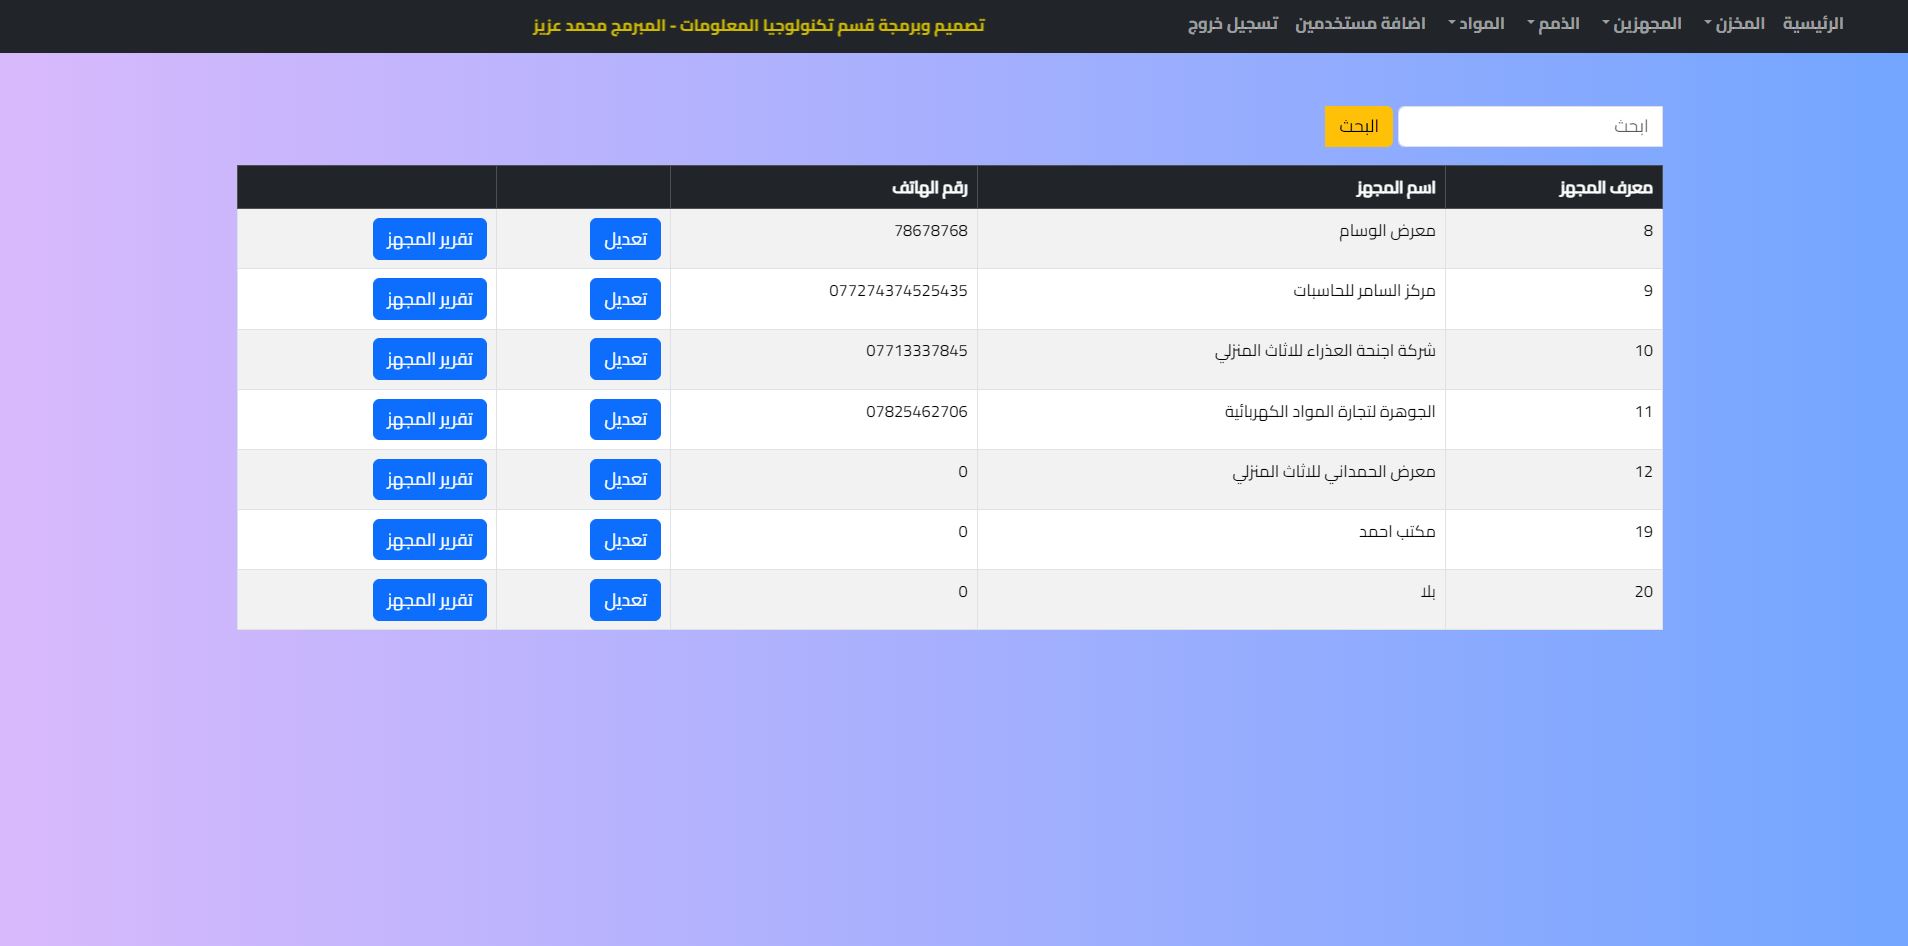 الرئيسية المخزن المجهزين الذمم المواد اضافة مستخدمين تسجيل خروج تصميم وبرمجة قسم تكنولوجيا المعلومات - المبرمج محمد عزيز
ابحث البحث
معرف المجهز اسم المجهز رقم الهاتف
8 معرض الوسام 78678768 تعديل تقرير المجهز
9 مركز السامر للحاسبات 077274374525435 تعديل تقرير المجهز
10 شركة اجنحة العذراء للاثاث المنزلي 07713337845 تعديل تقرير المجهز
11 الجوهرة لتجارة المواد الكهربائية 07825462706 تعديل تقرير المجهز
12 معرض الحمداني للاثاث المنزلي 0 تعديل تقرير المجهز
19 مكتب احمد 0 تعديل تقرير المجهز
20 بلا 0 تعديل تقرير المجهز